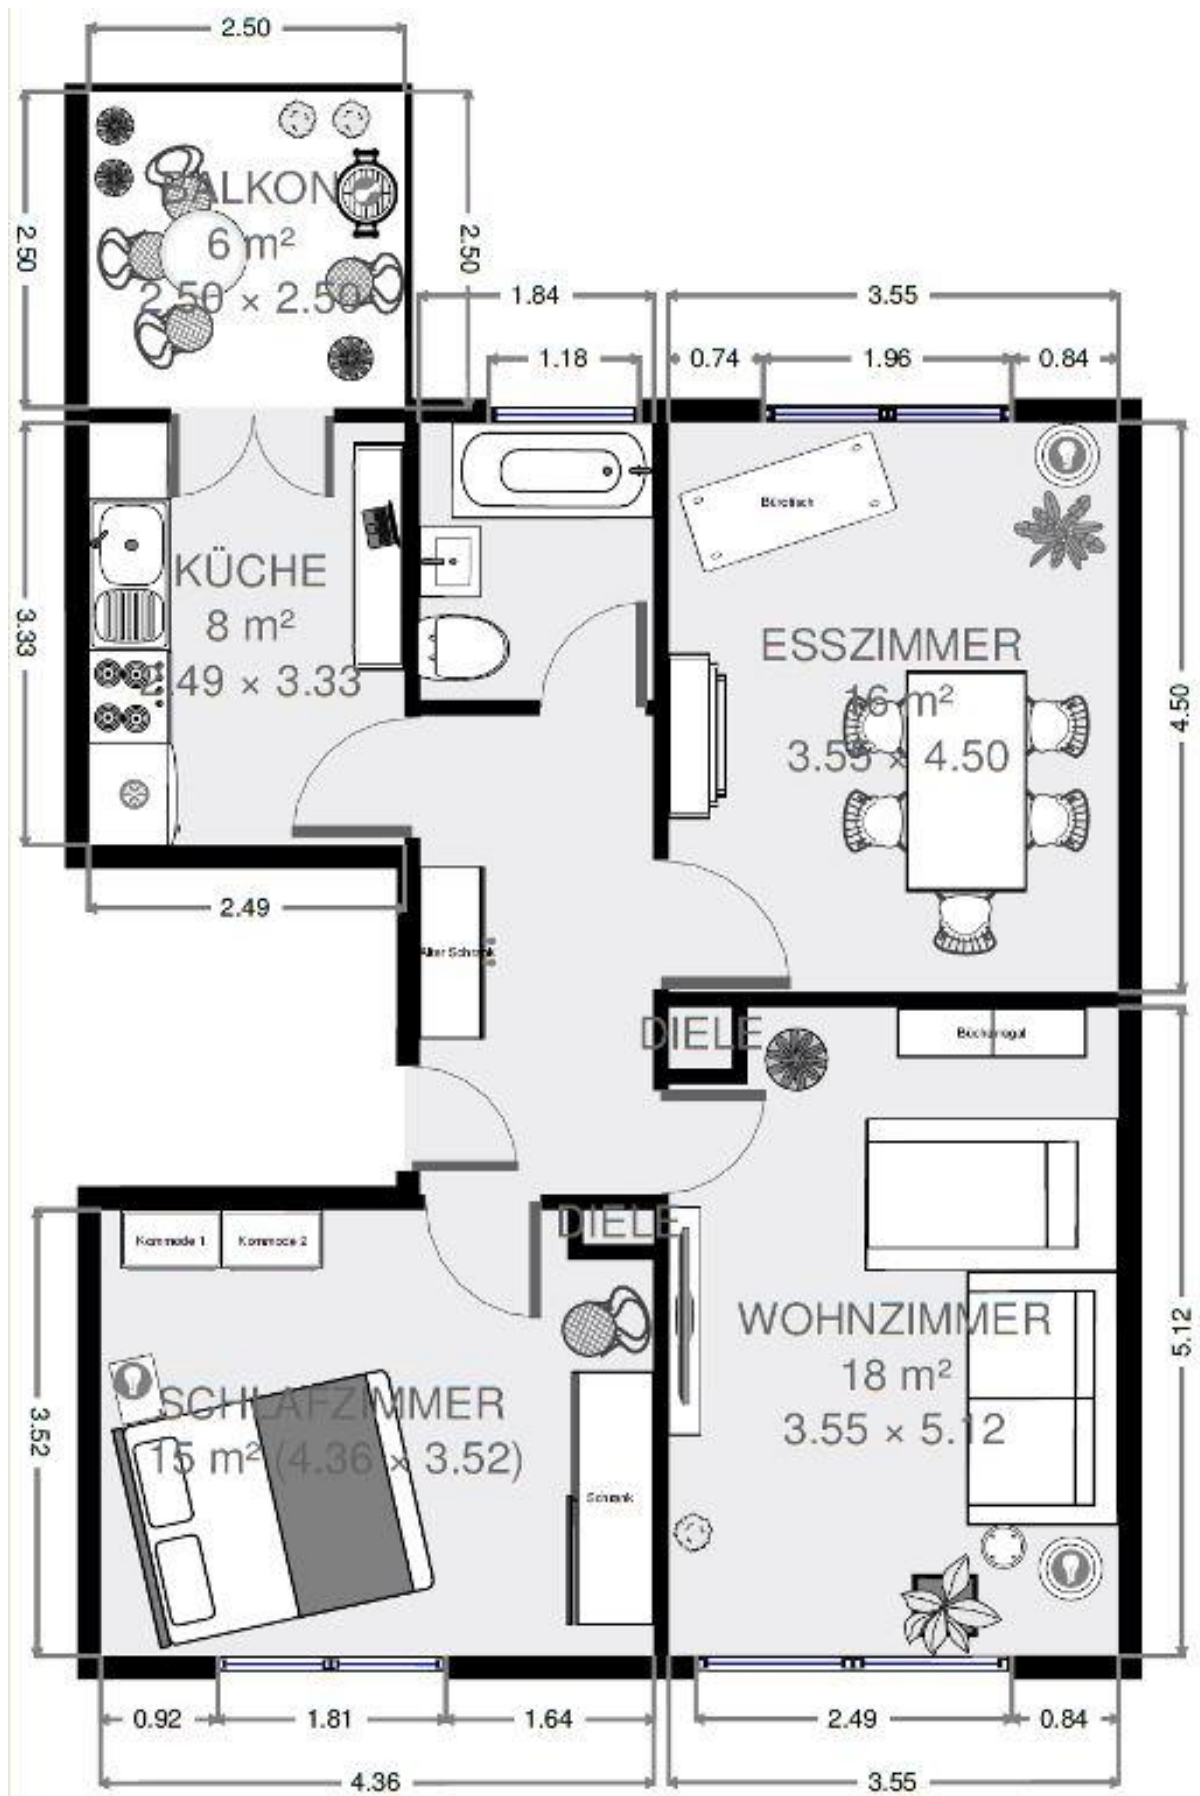 2.50
BALKON
6 m²
2.50 × 2.50
2.50
2.50
1.84
3.55
1.18
0.74
1.96
0.84
Bürotisch
KÜCHE
8 m²
2.49 × 3.33
3.33
ESSZIMMER
16 m²
3.55 × 4.50
4.50
2.49
Alter Schrank
DIELE
Bücherregal
DIELE
Kommode 1
Kommode 2
WOHNZIMMER
18 m²
3.55 × 5.12
5.12
SCHLAFZIMMER
15 m² (4.36 × 3.52)
3.52
Schrank
0.92
1.81
1.64
2.49
0.84
4.36
3.55